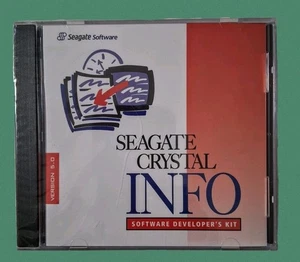 Seagate Software
SEAGATE
CRYSTAL
INFO
SOFTWARE DEVELOPER'S KIT
VERSION 5.0